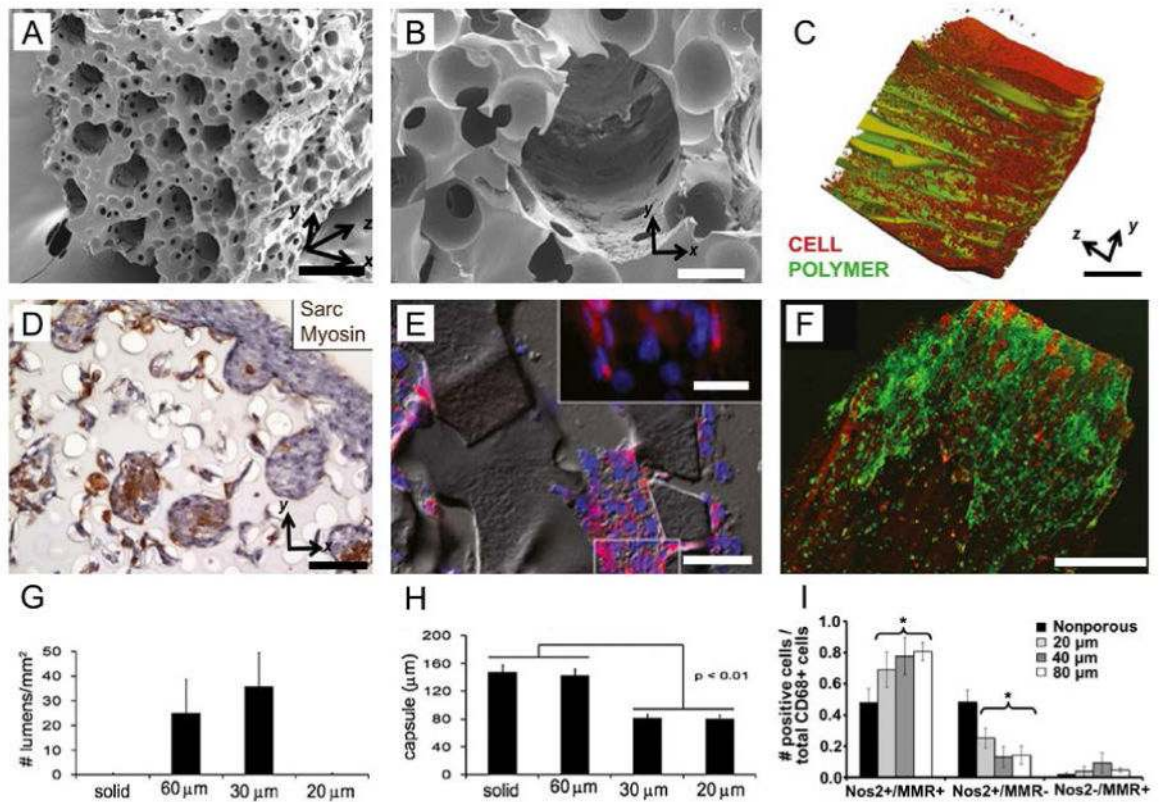 A
B
C
y
z
x
y
x
CELL
POLYMER
z
y
D
Sarc
Myosin
y
x
E
F
G
H
I
# lumens/mm²
50
40
30
20
10
0
solid
60 μm
30 μm
20 μm
capsule (μm)
200
160
120
80
40
0
p < 0.01
solid
60 μm
30 μm
20 μm
# positive cells /
total CD68+ cells
1.0
0.8
0.6
0.4
0.2
0
*
*
Nonporous
20 μm
40 μm
80 μm
Nos2+/MMR+
Nos2+/MMR-
Nos2-/MMR+